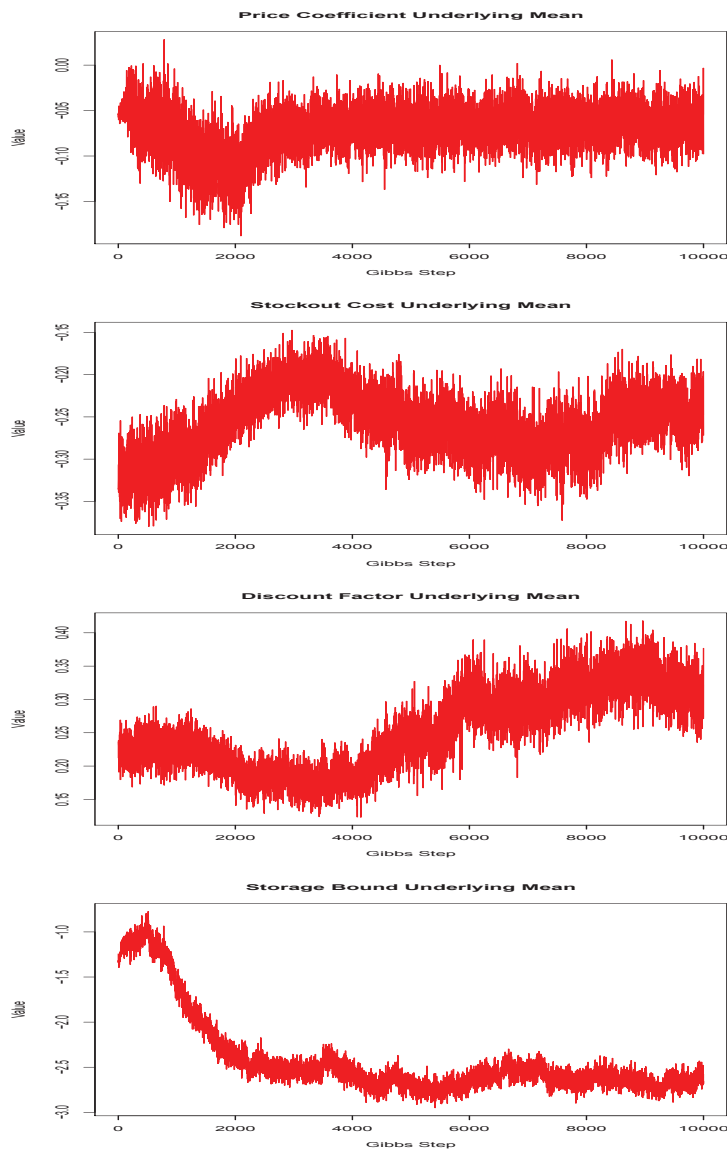 Price Coefficient Underlying Mean
Value
0.00
-0.05
-0.10
-0.15
0 2000 4000 6000 8000 10000
Gibbs Step
Stockout Cost Underlying Mean
Value
-0.15
-0.20
-0.25
-0.30
-0.35
0 2000 4000 6000 8000 10000
Gibbs Step
Discount Factor Underlying Mean
Value
0.40
0.35
0.30
0.25
0.20
0.15
0 2000 4000 6000 8000 10000
Gibbs Step
Storage Bound Underlying Mean
Value
-1.0
-1.5
-2.0
-2.5
-3.0
0 2000 4000 6000 8000 10000
Gibbs Step